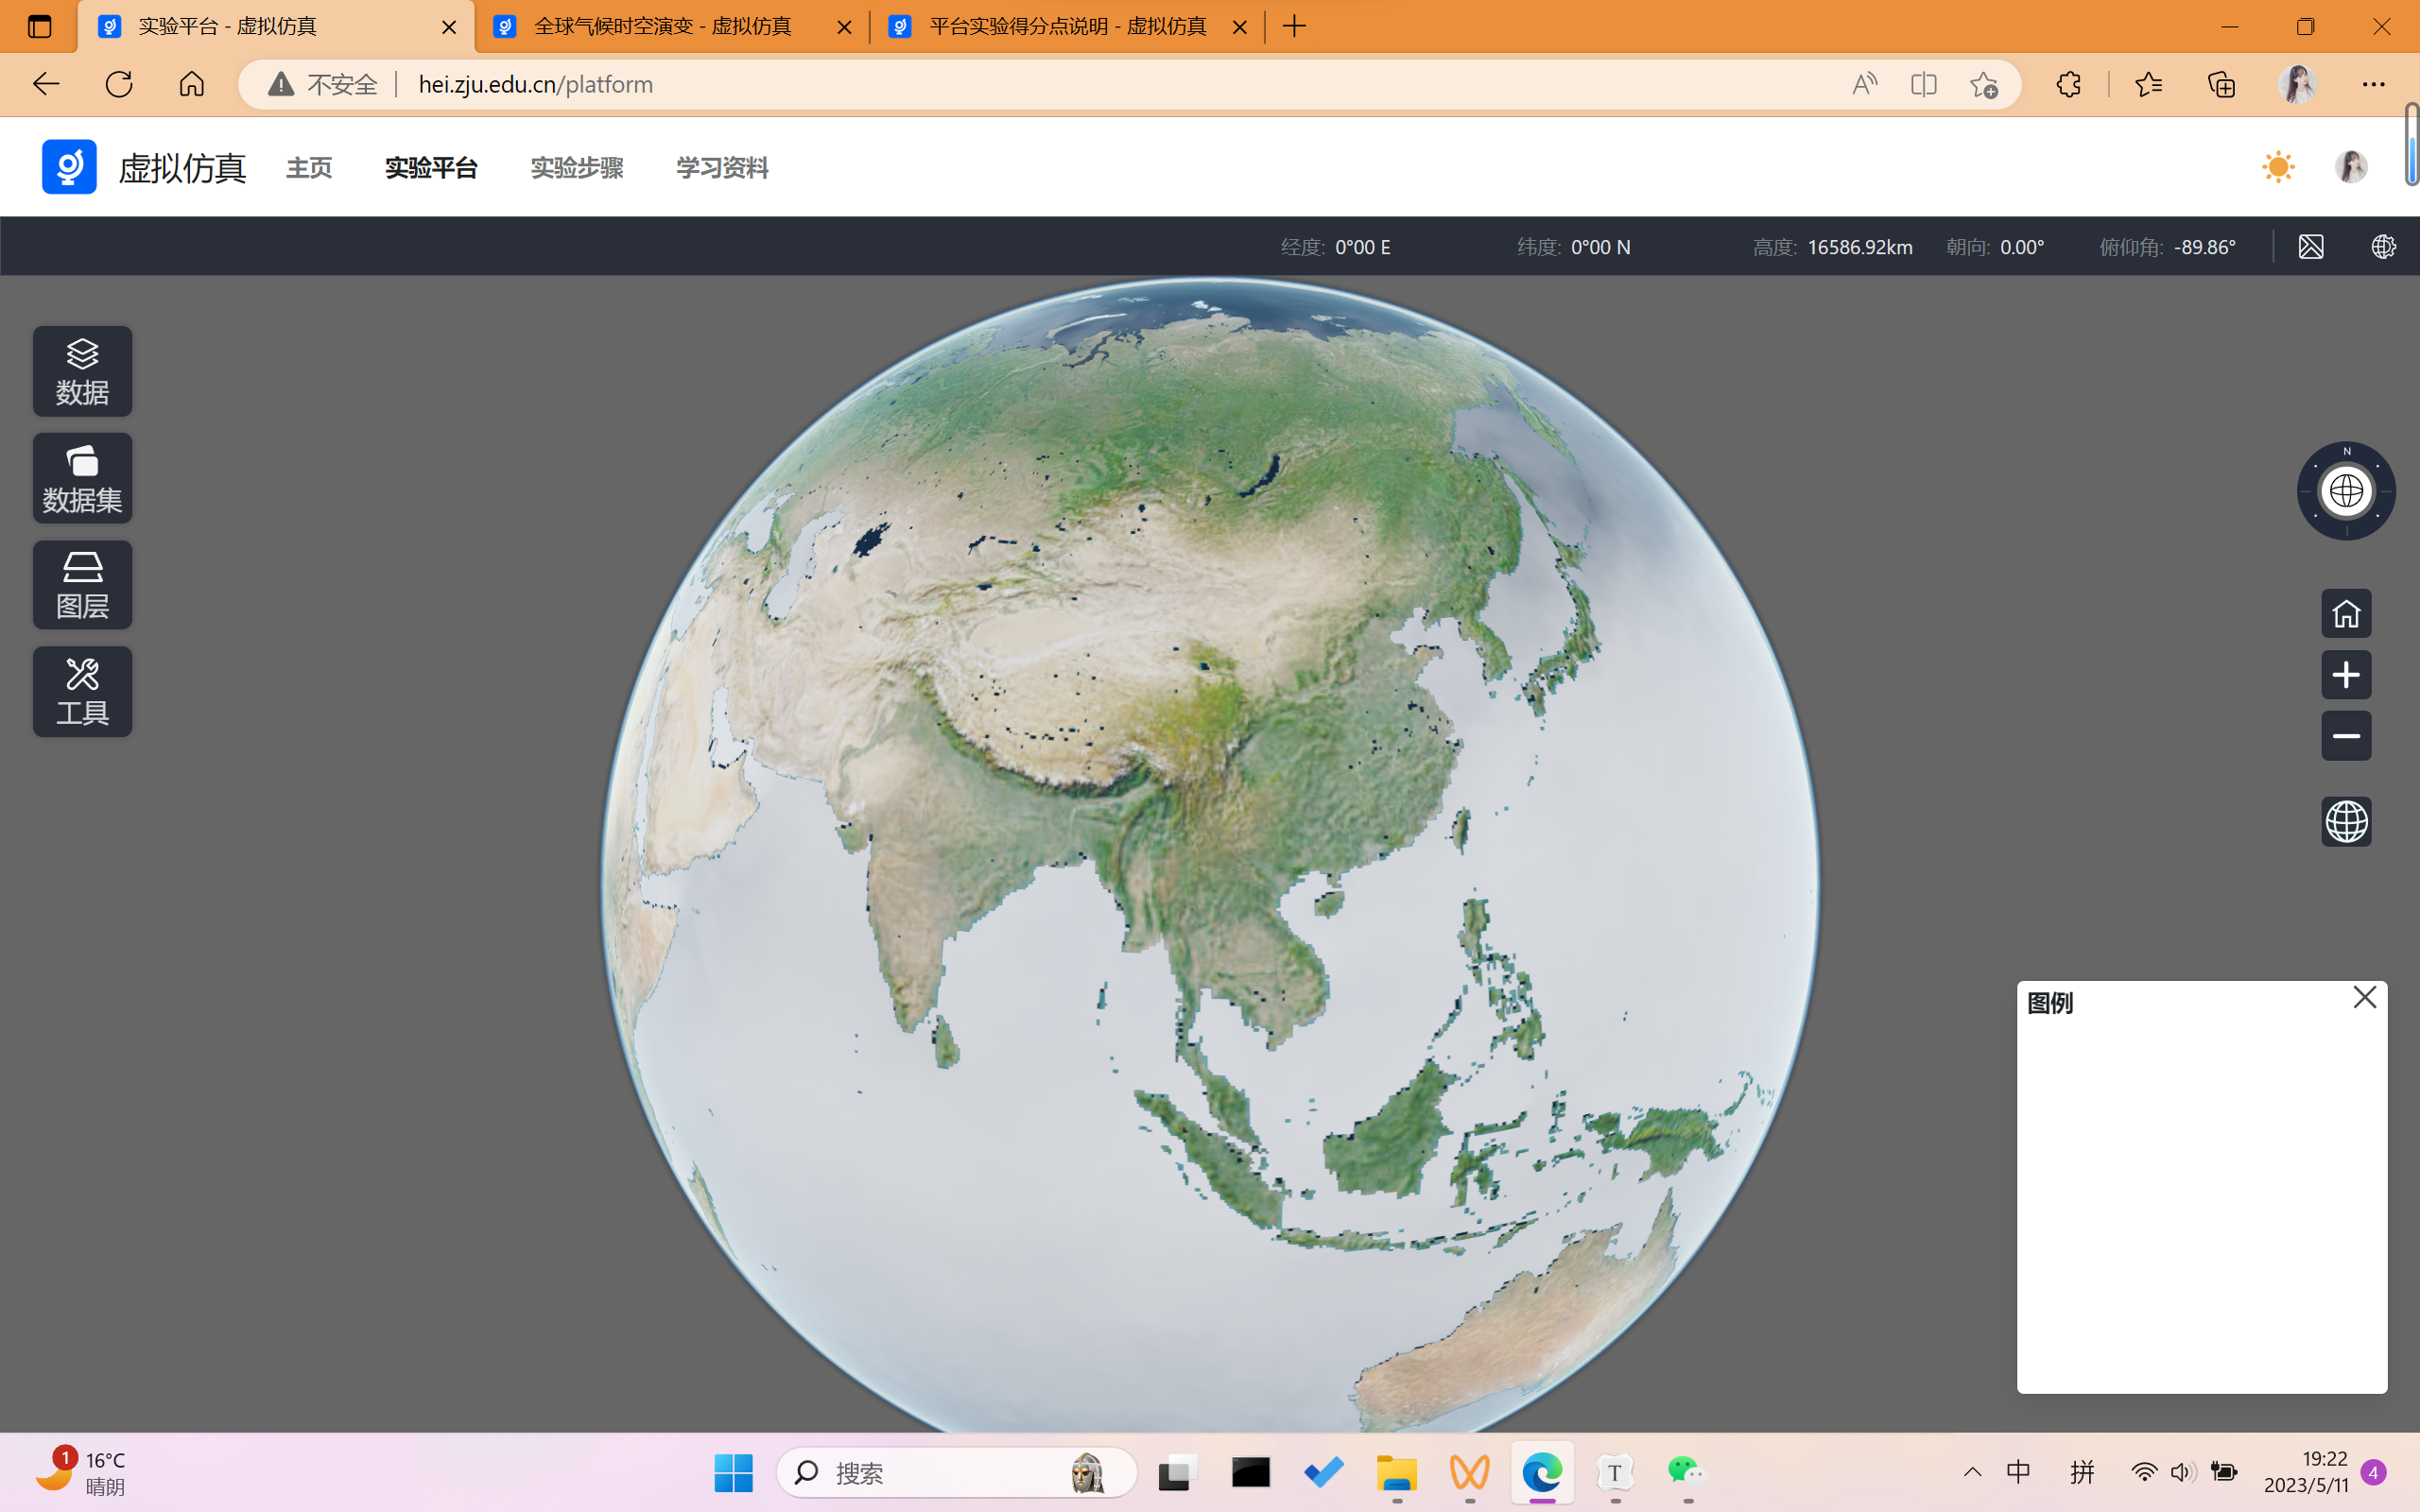 实验平台 - 虚拟仿真
全球气候时空演变 - 虚拟仿真
平台实验得分点说明 - 虚拟仿真
不安全
hei.zju.edu.cn/platform
虚拟仿真
主页
实验平台
实验步骤
学习资料
经度: 0°00 E
纬度: 0°00 N
高度: 16586.92km
朝向: 0.00°
俯仰角: -89.86°
数据
数据集
图层
工具
N
图例
1
16°C
晴朗
搜索
T
中
拼
19:22
2023/5/11
4